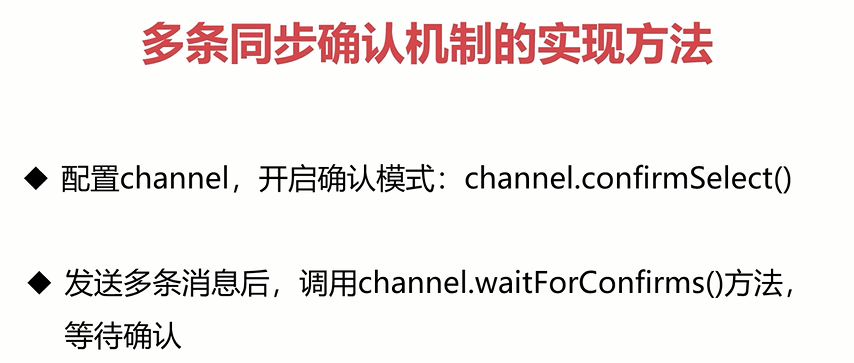 多条同步确认机制的实现方法
◆ 配置channel，开启确认模式：channel.confirmSelect()
◆ 发送多条消息后，调用channel.waitForConfirms()方法，
等待确认